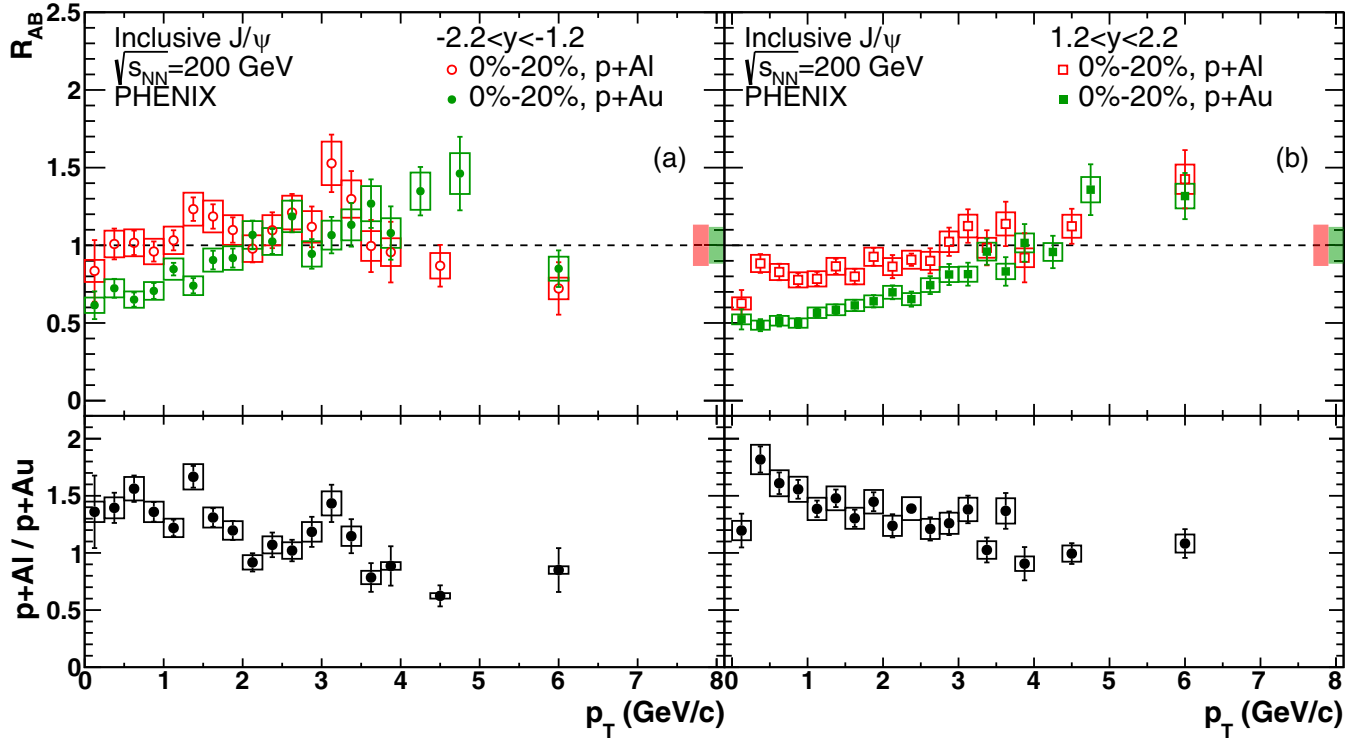 R_AB
2.5
2
1.5
1
0.5
0
Inclusive J/ψ
√s_NN=200 GeV
PHENIX
-2.2<y<-1.2
0%-20%, p+Al
0%-20%, p+Au
(a)
Inclusive J/ψ
√s_NN=200 GeV
PHENIX
1.2<y<2.2
0%-20%, p+Al
0%-20%, p+Au
(b)
p+Al / p+Au
2
1.5
1
0.5
0
0 1 2 3 4 5 6 7 8
0 1 2 3 4 5 6 7 8
p_T (GeV/c)
p_T (GeV/c)